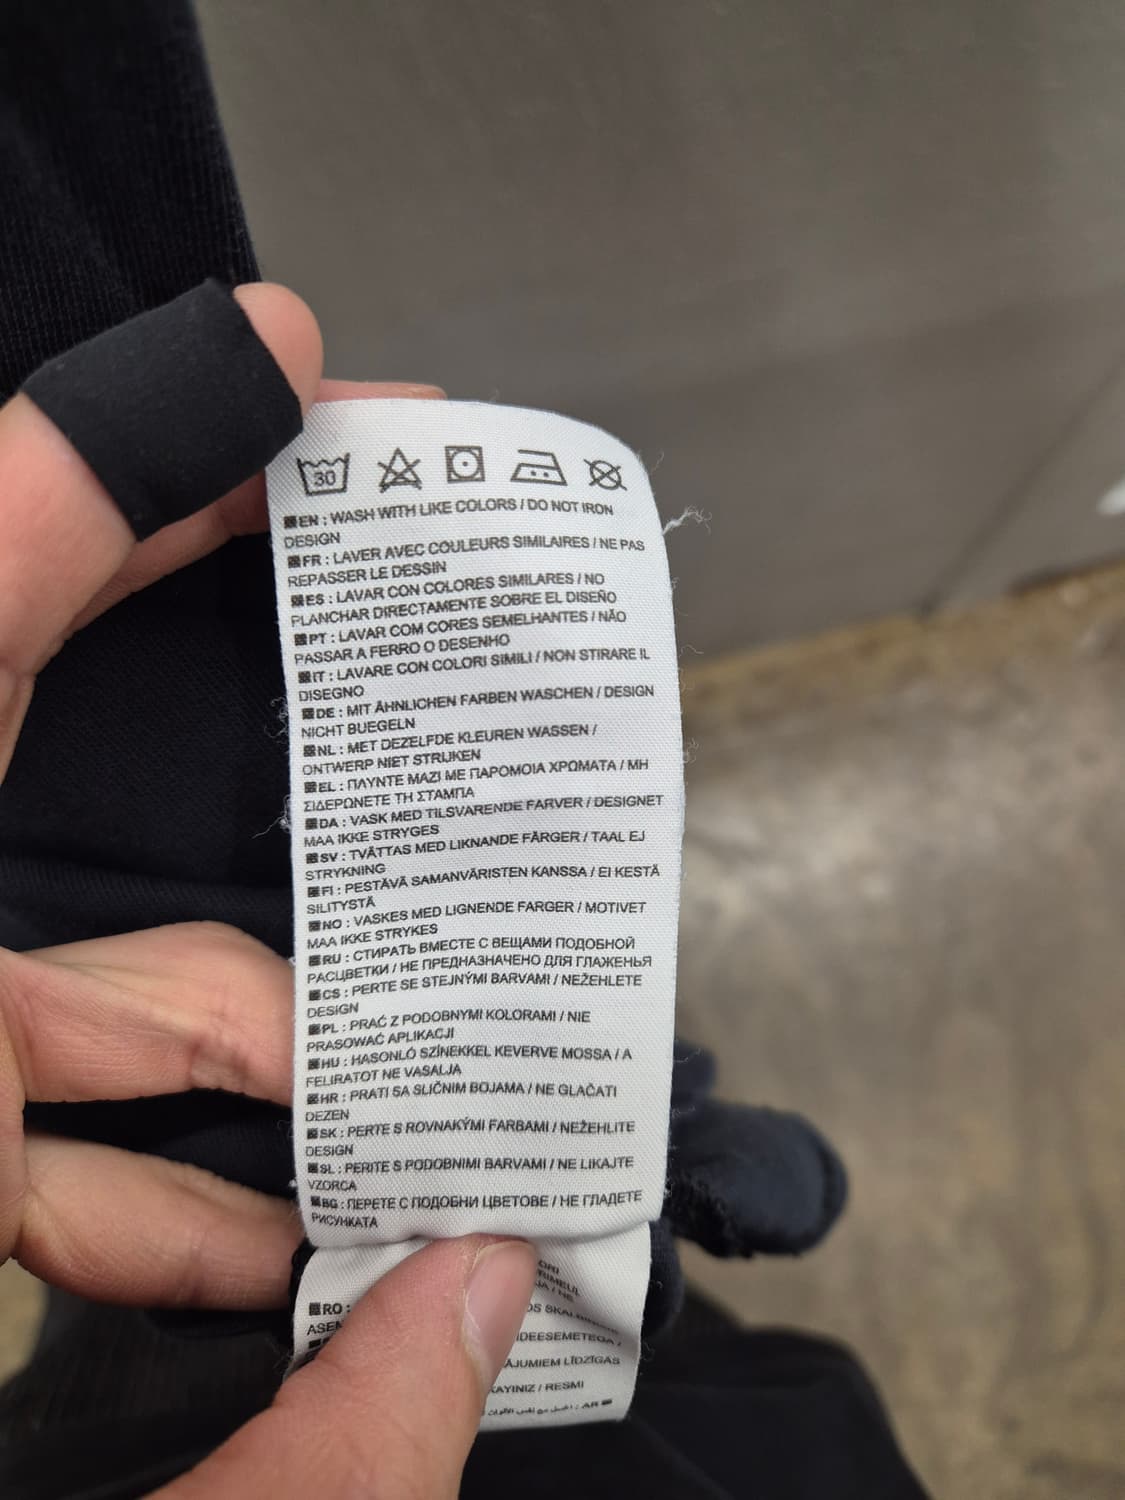 30
EN : WASH WITH LIKE COLORS / DO NOT IRON
DESIGN
FR : LAVER AVEC COULEURS SIMILAIRES / NE PAS
REPASSER LE DESSIN
ES : LAVAR CON COLORES SIMILARES / NO
PLANCHAR DIRECTAMENTE SOBRE EL DISEÑO
PT : LAVAR COM CORES SEMELHANTES / NÃO
PASSAR A FERRO O DESENHO
IT : LAVARE CON COLORI SIMILI / NON STIRARE IL
DISEGNO
DE : MIT ÄHNLICHEN FARBEN WASCHEN / DESIGN
NICHT BUEGELN
NL : MET DEZELFDE KLEUREN WASSEN /
ONTWERP NIET STRIJKEN
EL : ΠΛΥΝΤΕ ΜΑΖΙ ΜΕ ΠΑΡΟΜΟΙΑ ΧΡΩΜΑΤΑ / ΜΗ
ΣΙΔΕΡΩΝΕΤΕ ΤΗ ΣΤΑΜΠΑ
DA : VASK MED TILSVARENDE FARVER / DESIGNET
MAA IKKE STRYGES
SV : TVÄTTAS MED LIKNANDE FÄRGER / TAAL EJ
STRYKNING
FI : PESTÄVÄ SAMANVÄRISTEN KANSSA / EI KESTÄ
SILITYSTÄ
NO : VASKES MED LIGNENDE FARGER / MOTIVET
MAA IKKE STRYKES
RU : СТИРАТЬ ВМЕСТЕ С ВЕЩАМИ ПОДОБНОЙ
РАСЦВЕТКИ / НЕ ПРЕДНАЗНАЧЕНО ДЛЯ ГЛАЖЕНЬЯ
CS : PERTE SE STEJNÝMI BARVAMI / NEŽEHLETE
DESIGN
PL : PRAĆ Z PODOBNYMI KOLORAMI / NIE
PRASOWAĆ APLIKACJI
HU : HASONLÓ SZÍNEKKEL KEVERVE MOSSA / A
FELIRATOT NE VASALJA
HR : PRATI SA SLIČNIM BOJAMA / NE GLAČATI
DEZEN
SK : PERTE S ROVNAKÝMI FARBAMI / NEŽEHLITE
DESIGN
SL : PERITE S PODOBNIMI BARVAMI / NE LIKAJTE
VZORCA
BG : ПЕРЕТЕ С ПОДОБНИ ЦВЕТОВЕ / НЕ ГЛАДЕТЕ
РИСУНКАТА
RO :
LĪDZĪGAS
/ RESMI
AR :